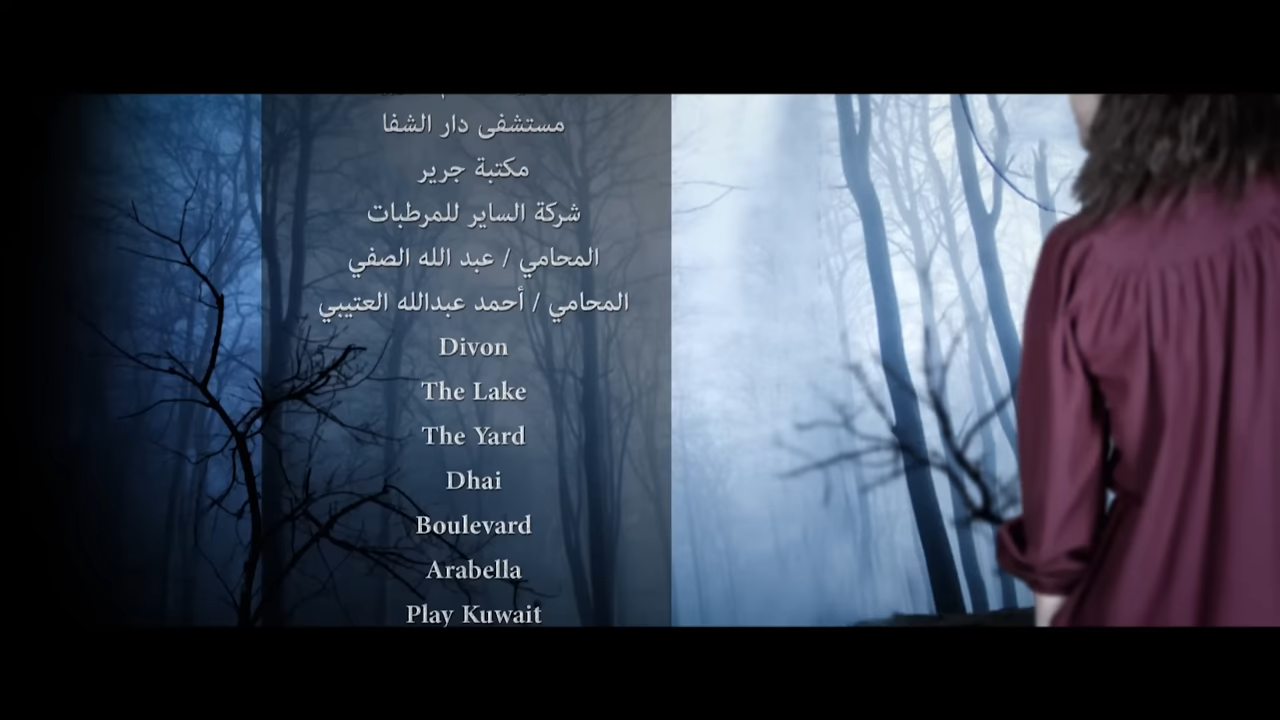 مستشفى دار الشفا
مكتبة جرير
شركة الساير للمرطبات
المحامي / عبد الله الصفي
المحامي / أحمد عبدالله العتيبي
Divon
The Lake
The Yard
Dhai
Boulevard
Arabella
Play Kuwait